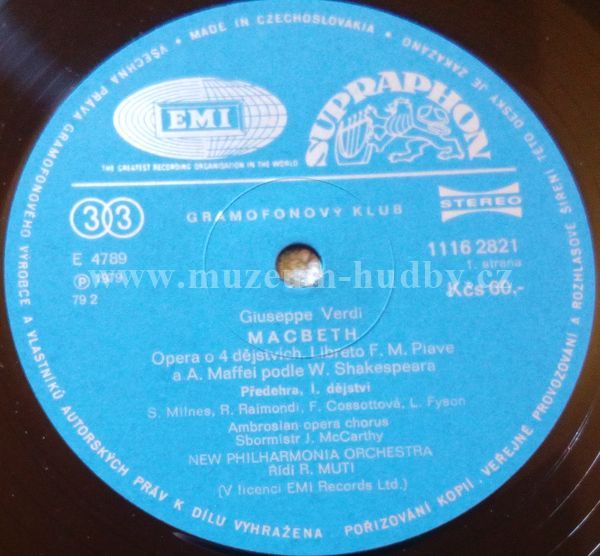 VŠECHNA PRÁVA GRAMOFONOVÉHO VÝROBCE A VLASTNÍKŮ AUTORSKÝCH PRÁV K DÍLU VYHRAŽENA. POŘIZOVÁNÍ KOPIÍ, VEŘEJNÉ PROVOZOVÁNÍ A ROZHLASOVÉ ŠÍŘENÍ TÉTO DESKY JE ZAKÁZÁNO • MADE IN CZECHOSLOVAKIA •
EMI
THE GREATEST RECORDING ORGANISATION IN THE WORLD
SUPRAPHON
33
GRAMOFONOVÝ KLUB
STEREO
E 4789
1116 2821
Ⓟ 1979
1. strana
79 2
Kčs 60,-
www.muzeum-hudby.cz
Giuseppe Verdi
MACBETH
Opera o 4 dějstvích. Libreto F. M. Piave
a A. Maffei podle W. Shakespeara
Předehra, I. dějství
S. Milnes, R. Raimondi, F. Cossottová, L. Fyson
Ambrosian opera chorus
Sbormistr J. McCarthy
NEW PHILHARMONIA ORCHESTRA
Řídí R. MUTI
(V licenci EMI Records Ltd.)